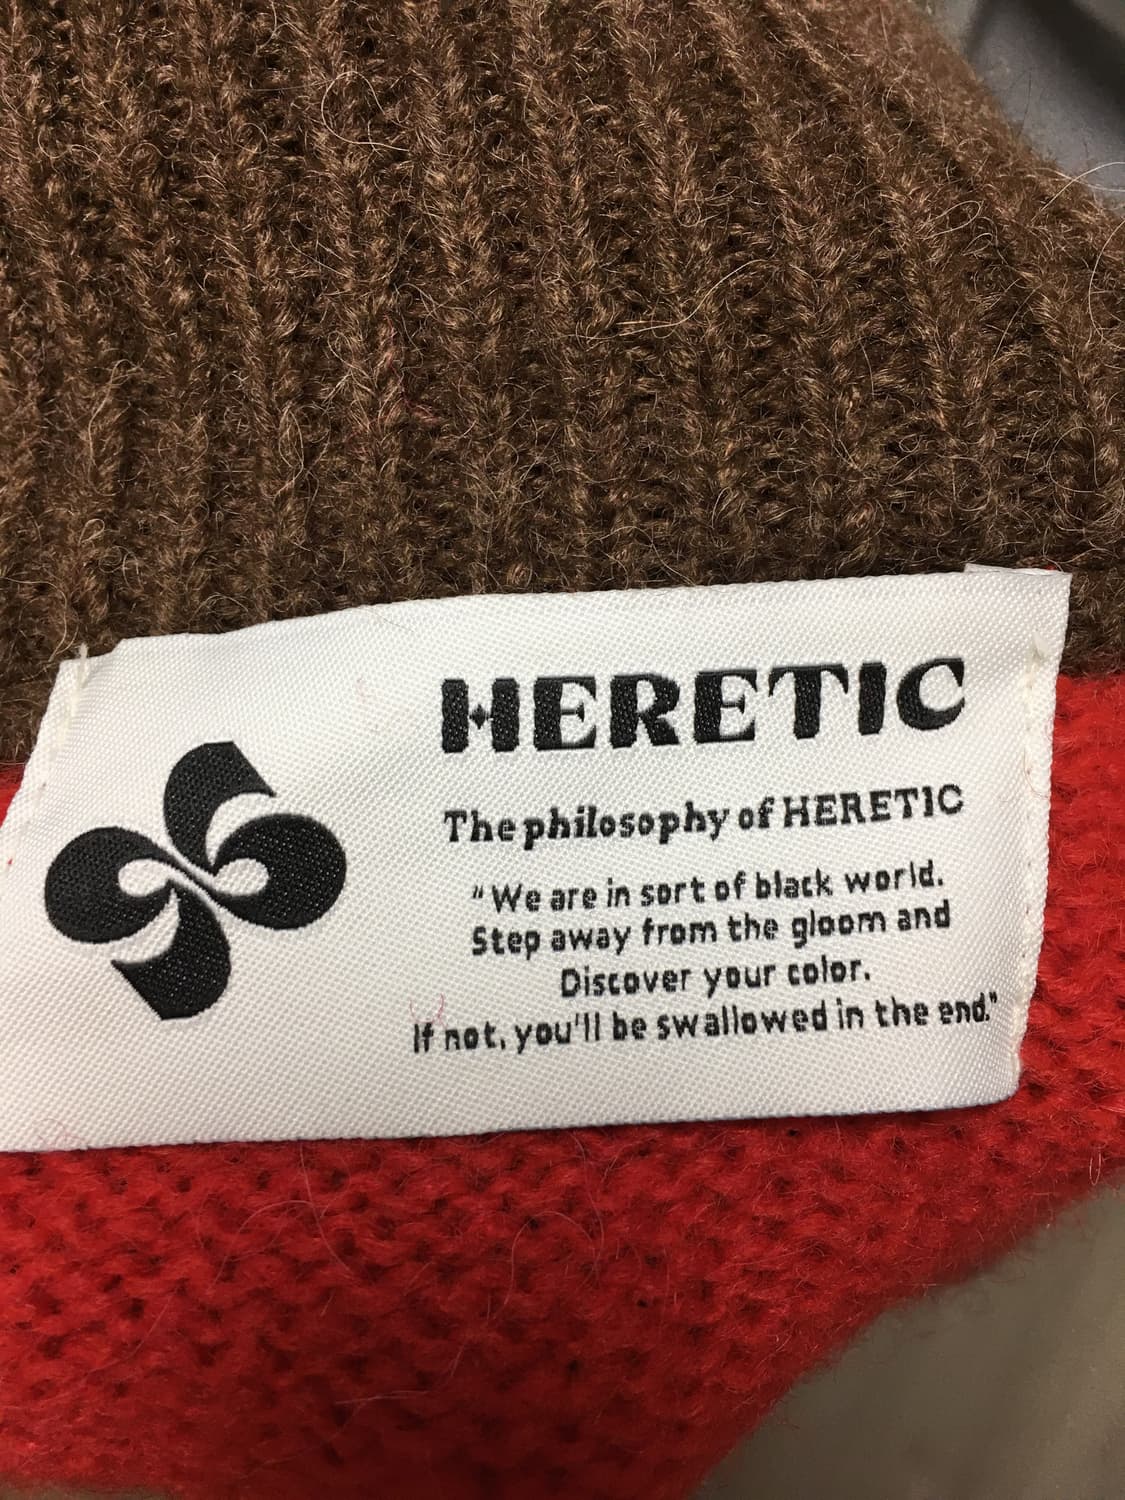 HERETIC
The philosophy of HERETIC
"We are in sort of black world.
Step away from the gloom and
Discover your color.
If not, you'll be swallowed in the end."